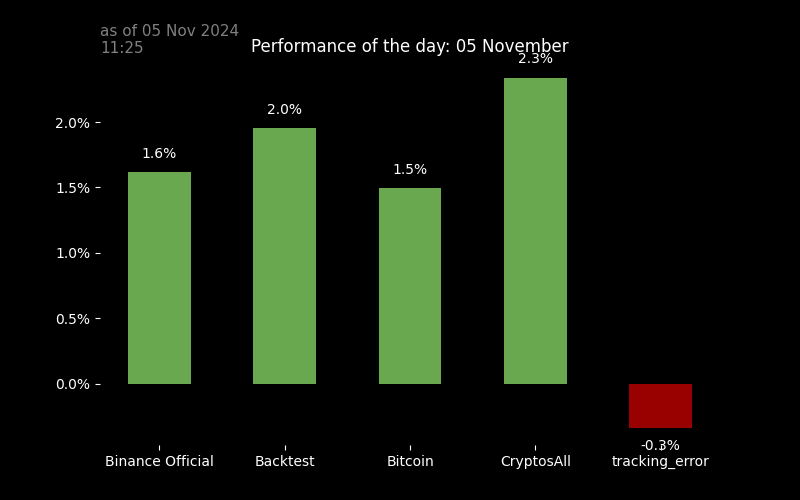 as of 05 Nov 2024
11:25
Performance of the day: 05 November
2.3%
2.0%
1.6%
1.5%
-0.3%
2.0%
1.5%
1.0%
0.5%
0.0%
Binance Official
Backtest
Bitcoin
CryptosAll
tracking_error